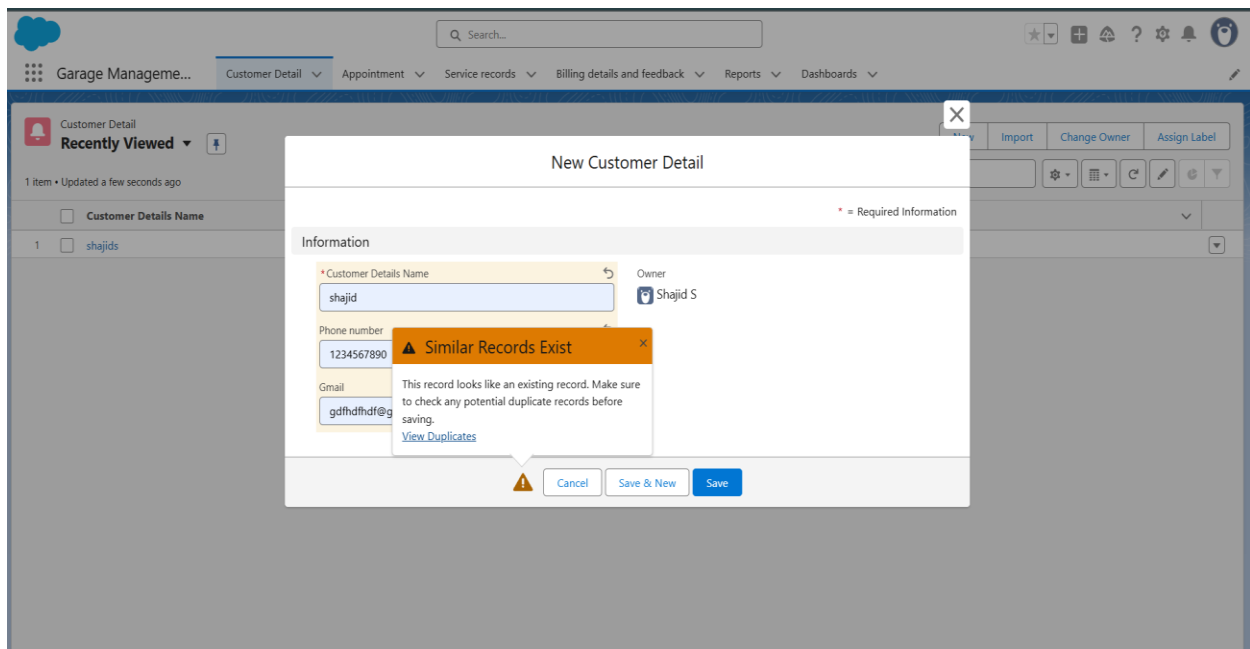 Search...
Garage Manageme...
Customer Detail
Appointment
Service records
Billing details and feedback
Reports
Dashboards
Customer Detail
Recently Viewed
Import
Change Owner
Assign Label
1 item • Updated a few seconds ago
Customer Details Name
1
shajids
New Customer Detail
* = Required Information
Information
*Customer Details Name
shajid
Owner
Shajid S
Phone number
1234567890
Gmail
gdfhdfhdf@g
Similar Records Exist
This record looks like an existing record. Make sure
to check any potential duplicate records before
saving.
View Duplicates
Cancel
Save & New
Save